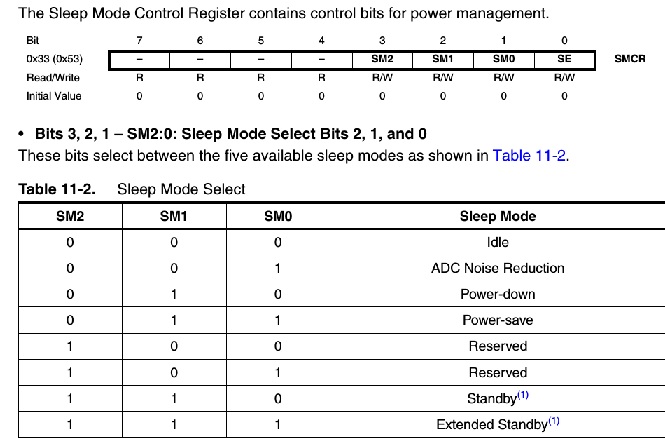 The Sleep Mode Control Register contains control bits for power management.
Bit 7 6 5 4 3 2 1 0
0x33 (0x53) – – – – SM2 SM1 SM0 SE SMCR
Read/Write R R R R R/W R/W R/W R/W
Initial Value 0 0 0 0 0 0 0 0
• Bits 3, 2, 1 – SM2:0: Sleep Mode Select Bits 2, 1, and 0
These bits select between the five available sleep modes as shown in Table 11-2.
Table 11-2. Sleep Mode Select
SM2 SM1 SM0 Sleep Mode
0 0 0 Idle
0 0 1 ADC Noise Reduction
0 1 0 Power-down
0 1 1 Power-save
1 0 0 Reserved
1 0 1 Reserved
1 1 0 Standby(1)
1 1 1 Extended Standby(1)